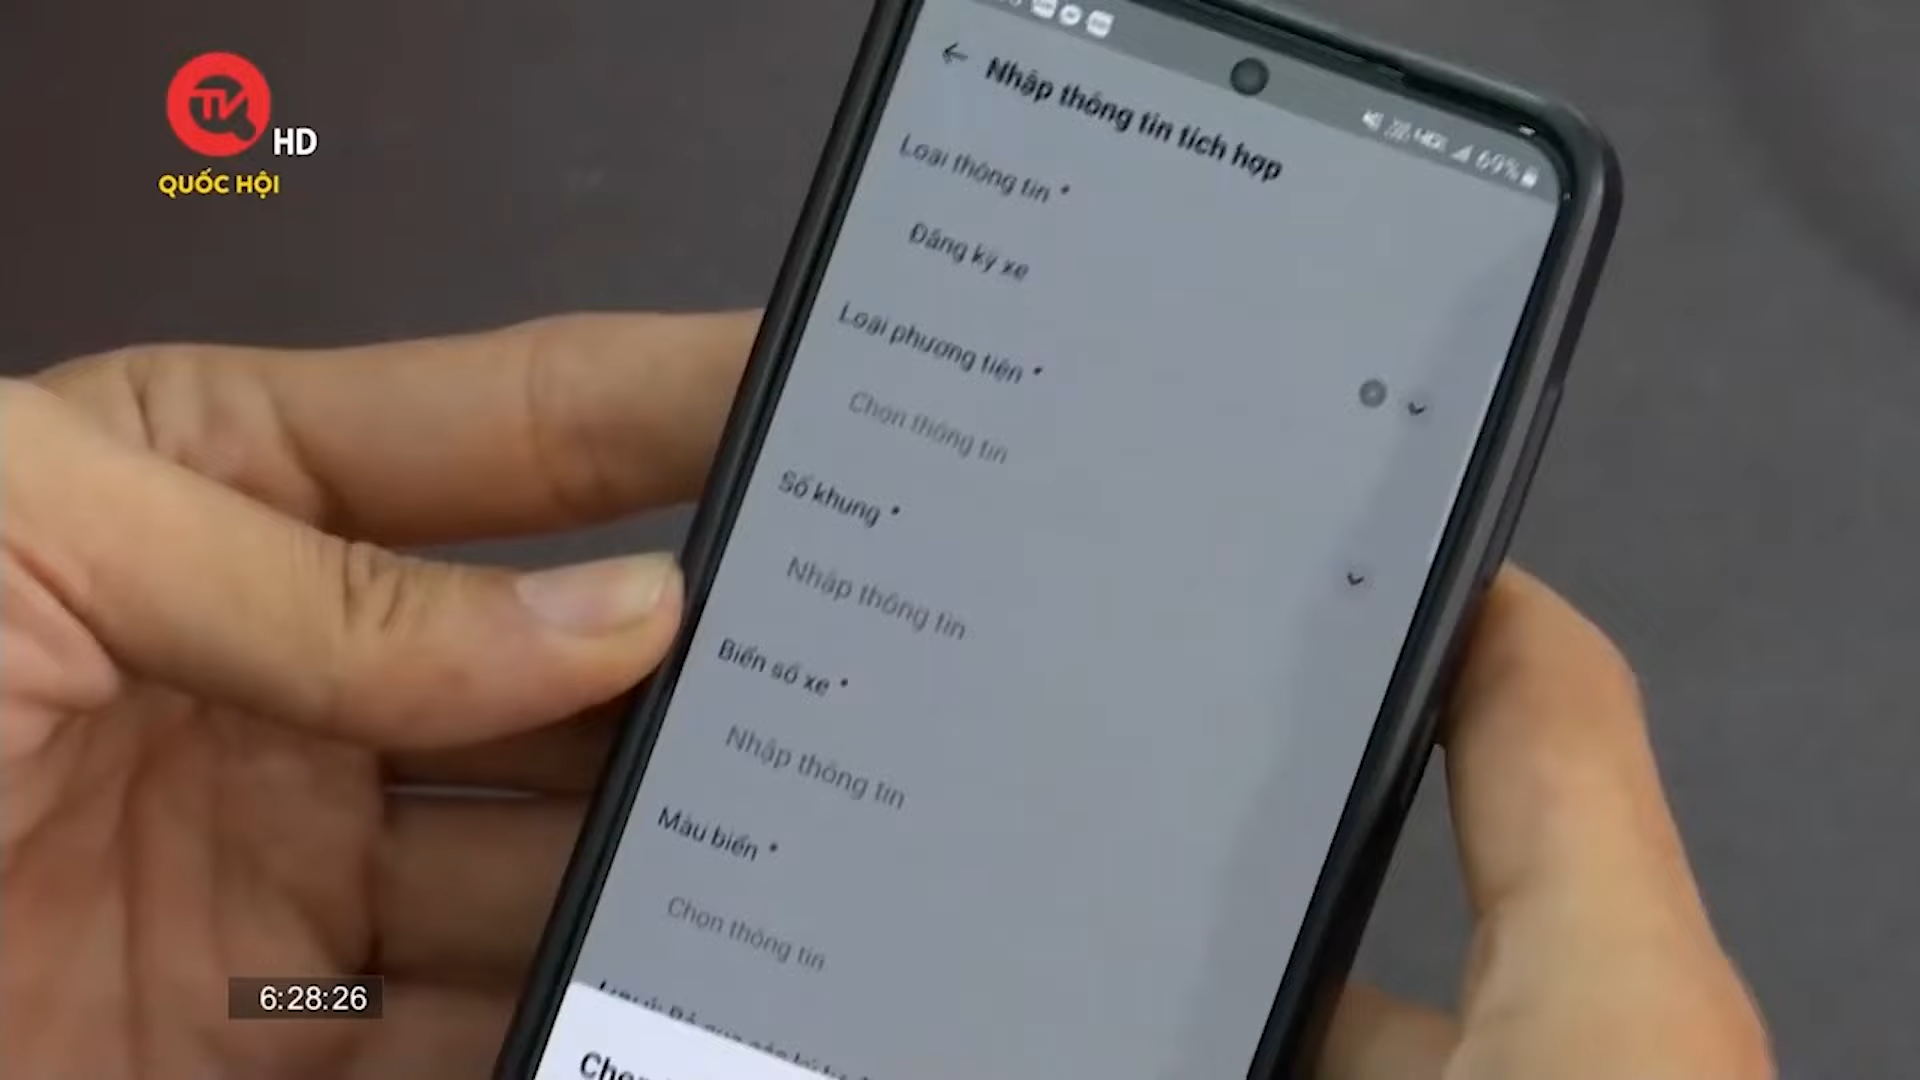 TV
HD
QUỐC HỘI
69%
Nhập thông tin tích hợp
Loại thông tin *
Đăng ký xe
Loại phương tiện *
Chọn thông tin
Số khung *
Nhập thông tin
Biển số xe *
Nhập thông tin
Màu biển *
Chọn thông tin
6:28:26